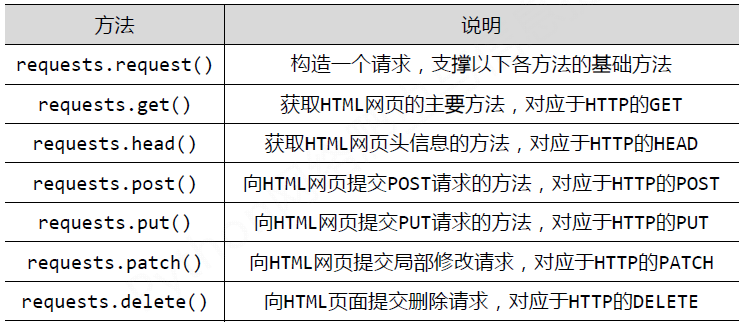 方法 说明
requests.request() 构造一个请求，支撑以下各方法的基础方法
requests.get() 获取HTML网页的主要方法，对应于HTTP的GET
requests.head() 获取HTML网页头信息的方法，对应于HTTP的HEAD
requests.post() 向HTML网页提交POST请求的方法，对应于HTTP的POST
requests.put() 向HTML网页提交PUT请求的方法，对应于HTTP的PUT
requests.patch() 向HTML网页提交局部修改请求，对应于HTTP的PATCH
requests.delete() 向HTML页面提交删除请求，对应于HTTP的DELETE